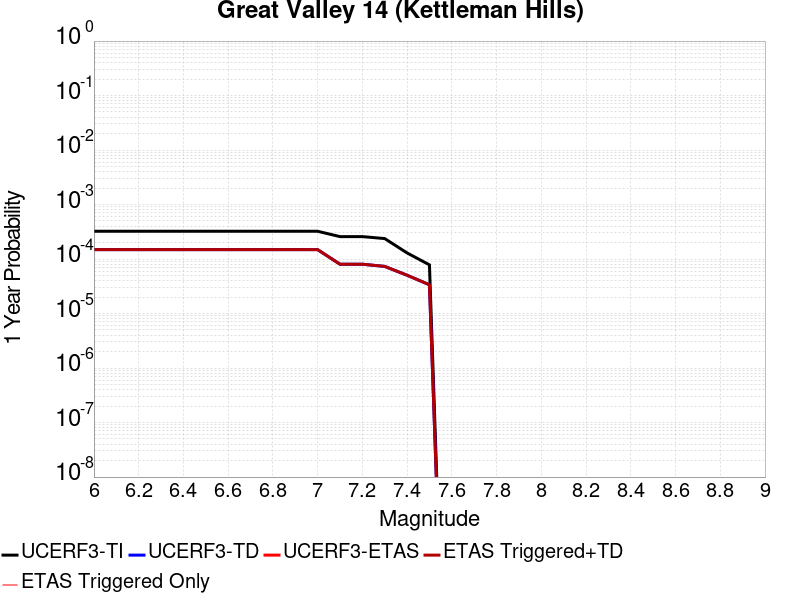 Great Valley 14 (Kettleman Hills)
10^0
10^-1
10^-2
10^-3
10^-4
10^-5
10^-6
10^-7
10^-8
1 Year Probability
6 6.2 6.4 6.6 6.8 7 7.2 7.4 7.6 7.8 8 8.2 8.4 8.6 8.8 9
Magnitude
UCERF3-TI UCERF3-TD UCERF3-ETAS ETAS Triggered+TD
ETAS Triggered Only